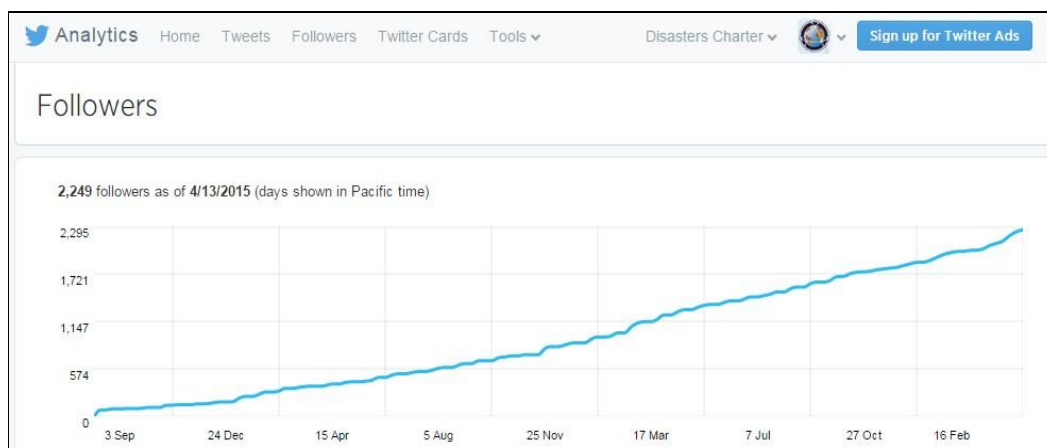 Analytics Home Tweets Followers Twitter Cards Tools Disasters Charter Sign up for Twitter Ads
Followers
2,249 followers as of 4/13/2015 (days shown in Pacific time)
2,295
1,721
1,147
574
0
3 Sep 24 Dec 15 Apr 5 Aug 25 Nov 17 Mar 7 Jul 27 Oct 16 Feb